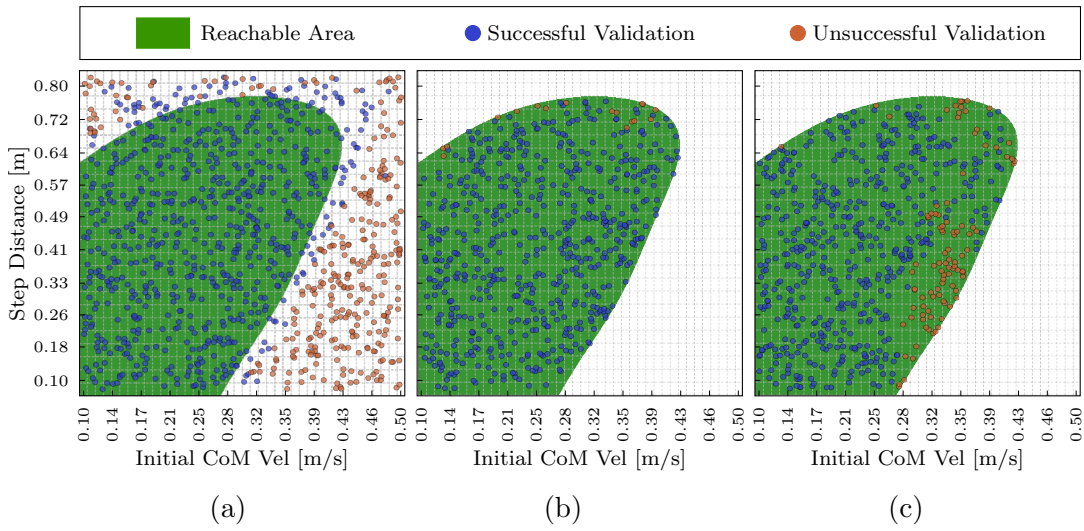 Reachable Area
Successful Validation
Unsuccessful Validation
Step Distance [m]
0.80
0.72
0.64
0.57
0.49
0.41
0.33
0.26
0.18
0.10
0.10 0.14 0.17 0.21 0.25 0.28 0.32 0.35 0.39 0.43 0.46 0.50
0.10 0.14 0.17 0.21 0.25 0.28 0.32 0.35 0.39 0.43 0.46 0.50
0.10 0.14 0.17 0.21 0.25 0.28 0.32 0.35 0.39 0.43 0.46 0.50
Initial CoM Vel [m/s]
Initial CoM Vel [m/s]
Initial CoM Vel [m/s]
(a)
(b)
(c)